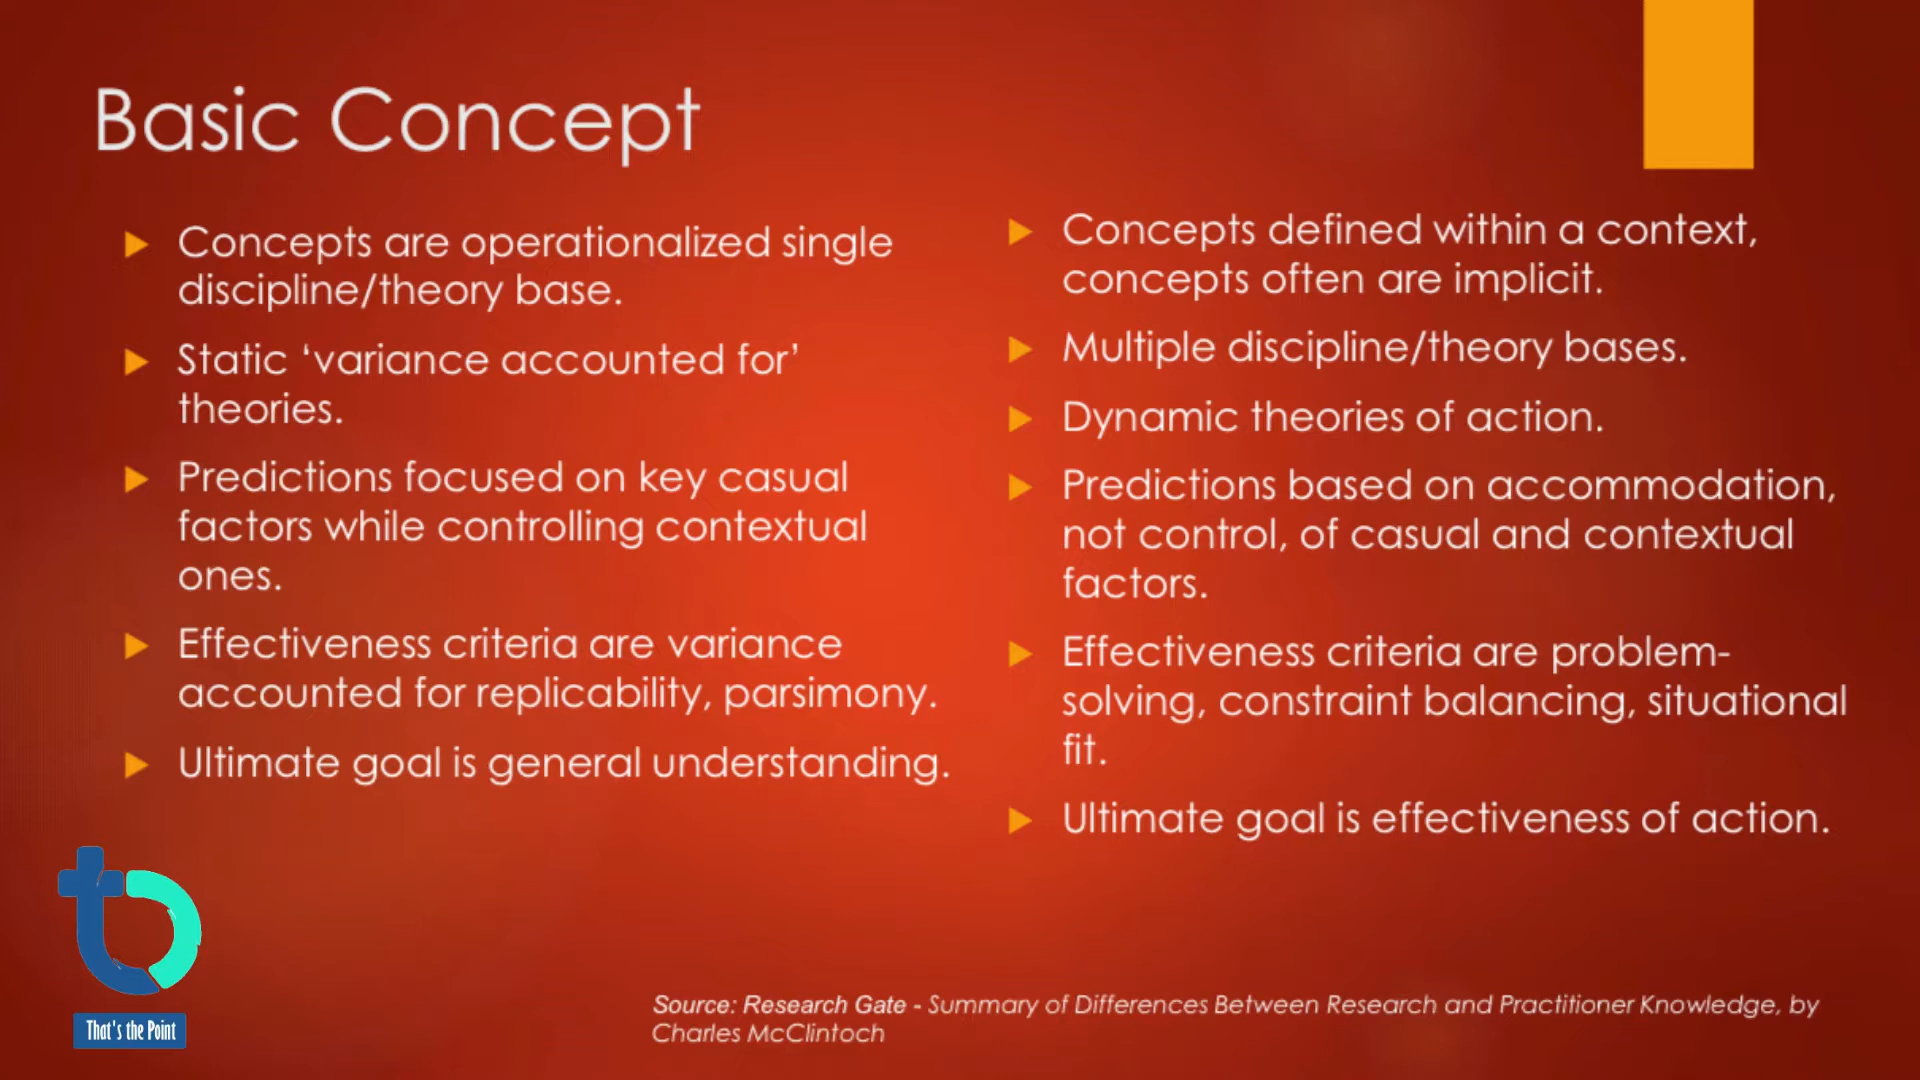 Basic Concept
Concepts are operationalized single
discipline/theory base.
Static ‘variance accounted for’
theories.
Predictions focused on key casual
factors while controlling contextual
ones.
Effectiveness criteria are variance
accounted for replicability, parsimony.
Ultimate goal is general understanding.
Concepts defined within a context,
concepts often are implicit.
Multiple discipline/theory bases.
Dynamic theories of action.
Predictions based on accommodation,
not control, of casual and contextual
factors.
Effectiveness criteria are problem-
solving, constraint balancing, situational
fit.
Ultimate goal is effectiveness of action.
That's the Point
Source: Research Gate - Summary of Differences Between Research and Practitioner Knowledge, by
Charles McClintoch